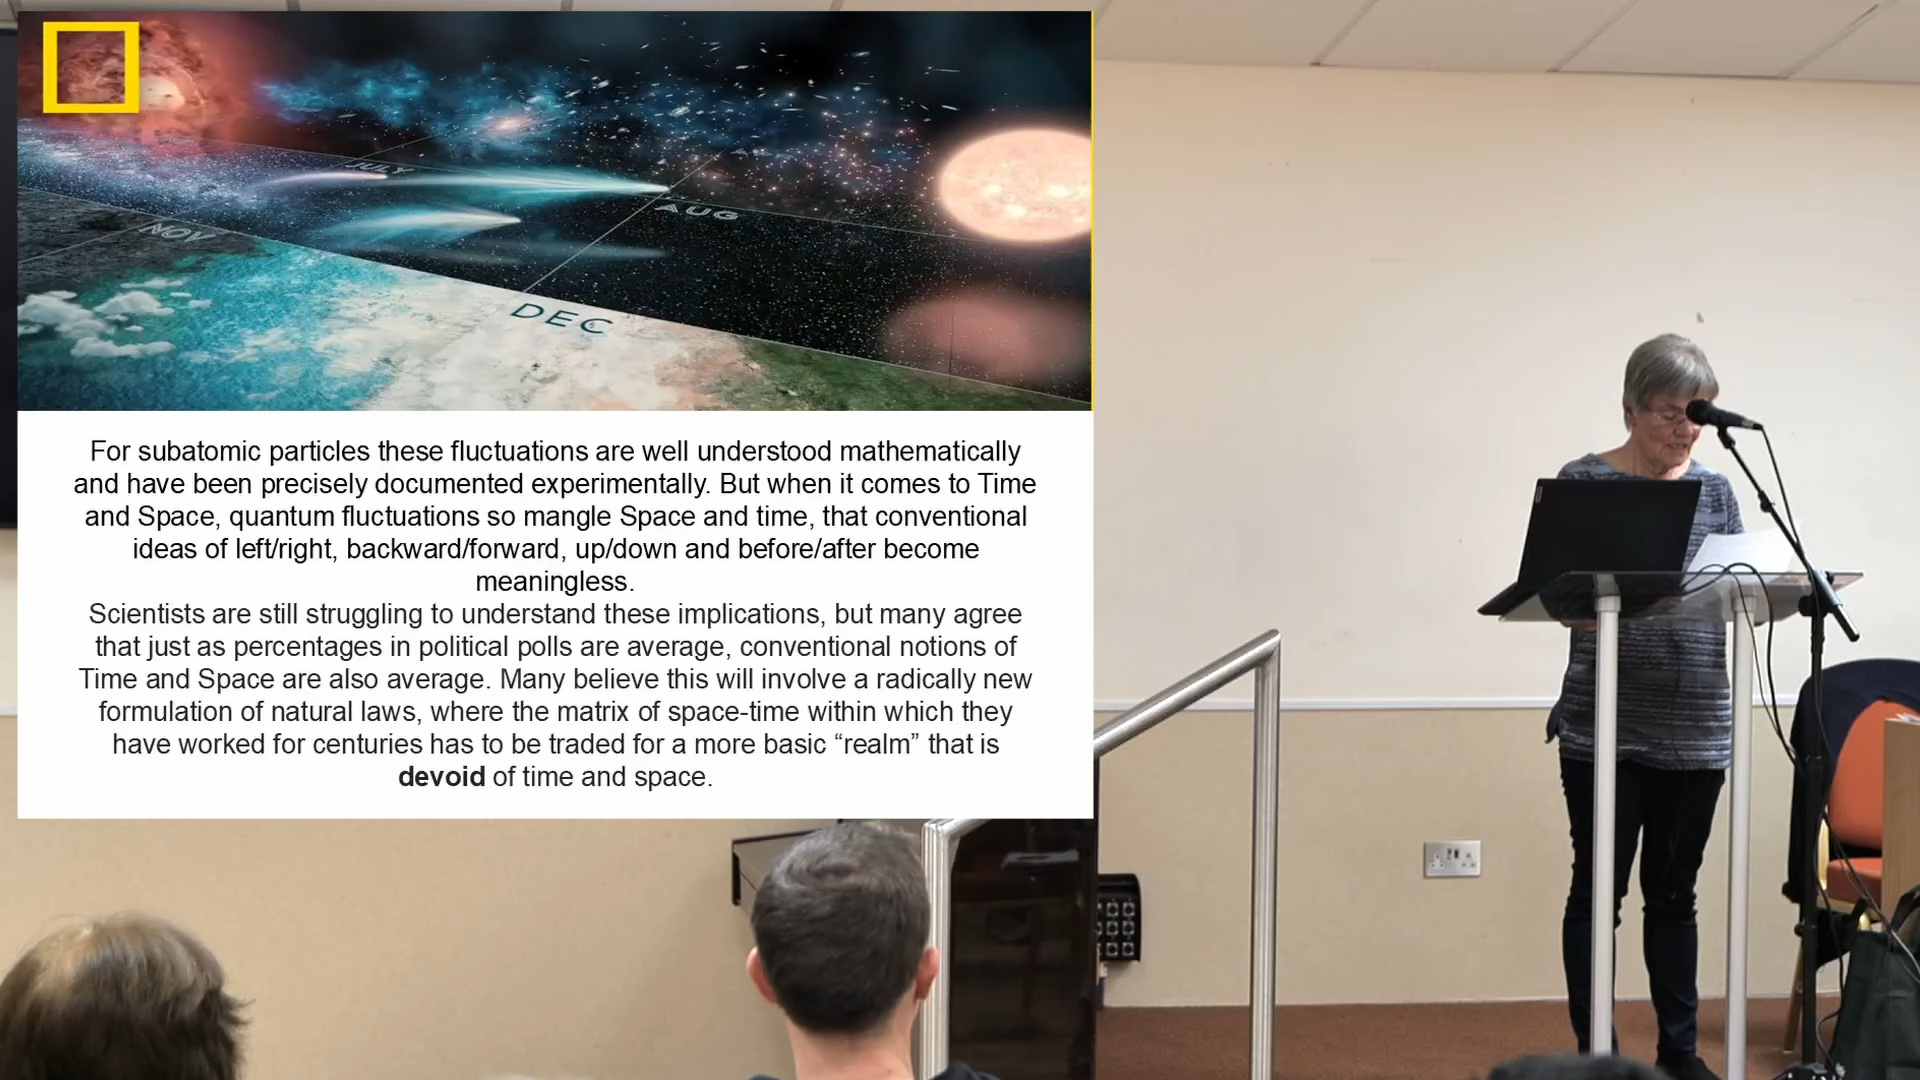 JULY
AUG
NOV
DEC
For subatomic particles these fluctuations are well understood mathematically
and have been precisely documented experimentally. But when it comes to Time
and Space, quantum fluctuations so mangle Space and time, that conventional
ideas of left/right, backward/forward, up/down and before/after become
meaningless.
Scientists are still struggling to understand these implications, but many agree
that just as percentages in political polls are average, conventional notions of
Time and Space are also average. Many believe this will involve a radically new
formulation of natural laws, where the matrix of space-time within which they
have worked for centuries has to be traded for a more basic “realm” that is
devoid of time and space.